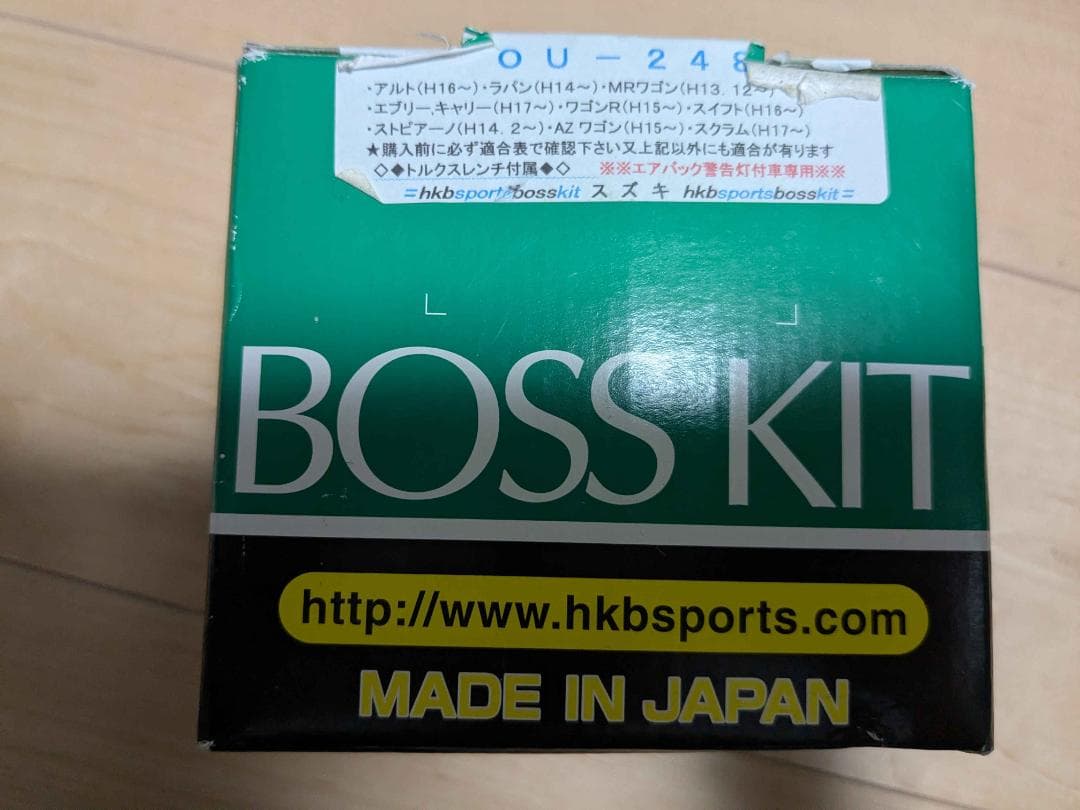 OU-248
・アルト(H16~)・ラパン(H14~)・MRワゴン(H13.12~)
・エブリー,キャリー(H17~)・ワゴンR(H15~)・スイフト(H16~)
・ストビアーノ(H14.2~)・AZワゴン(H15~)・スクラム(H17~)
★購入前に必ず適合表で確認下さい又上記以外にも適合が有ります
◇◆トルクスレンチ付属◆◇ ※※エアバック警告灯付車専用※※
=hkbsportsbosskit スズキ hkbsportsbosskit=
BOSS KIT
http://www.hkbsports.com
MADE IN JAPAN